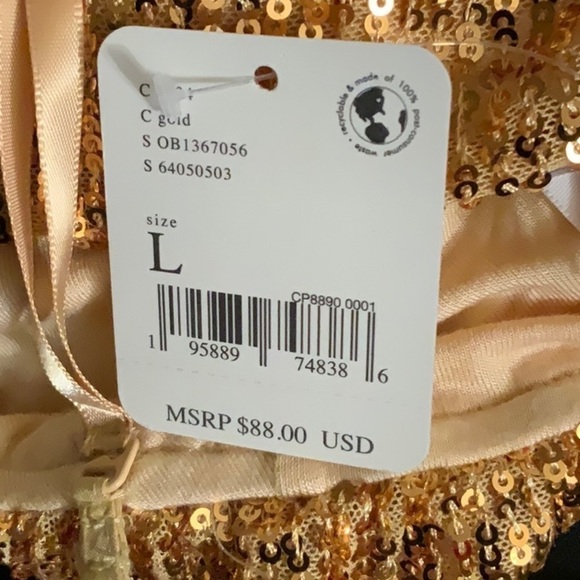 C gold
S OB1367056
S 64050503
recyclable & made of 100% post-consumer waste •
size
L
CP8890 0001
1 95889 74838 6
MSRP $88.00 USD